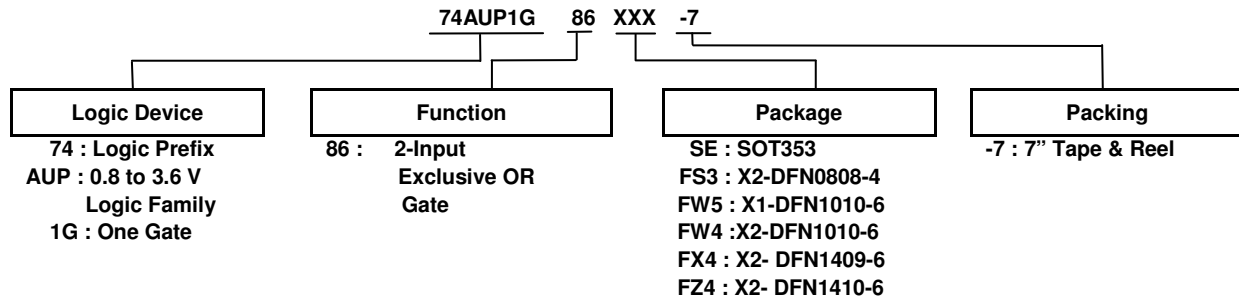 74AUP1G 86 XXX -7
Logic Device
74 : Logic Prefix
AUP : 0.8 to 3.6 V
Logic Family
1G : One Gate
Function
86 : 2-Input
Exclusive OR
Gate
Package
SE : SOT353
FS3 : X2-DFN0808-4
FW5 : X1-DFN1010-6
FW4 :X2-DFN1010-6
FX4 : X2- DFN1409-6
FZ4 : X2- DFN1410-6
Packing
-7 : 7” Tape & Reel